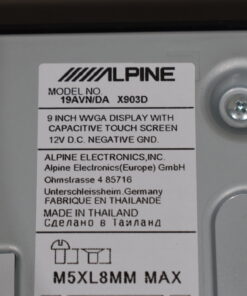 ALPINE
MODEL NO
19AVN/DA X903D
9 INCH WVGA DISPLAY WITH
CAPACITIVE TOUCH SCREEN
12V D.C. NEGATIVE GND.
ALPINE ELECTRONICS,INC.
Alpine Electronics(Europe) GmbH
Ohmstrasse 4 85716
Unterschleissheim.Germany
FABRIQUE EN THAILANDE
MADE IN THAILAND
Сделано в Таиланд
M5XL8MM MAX